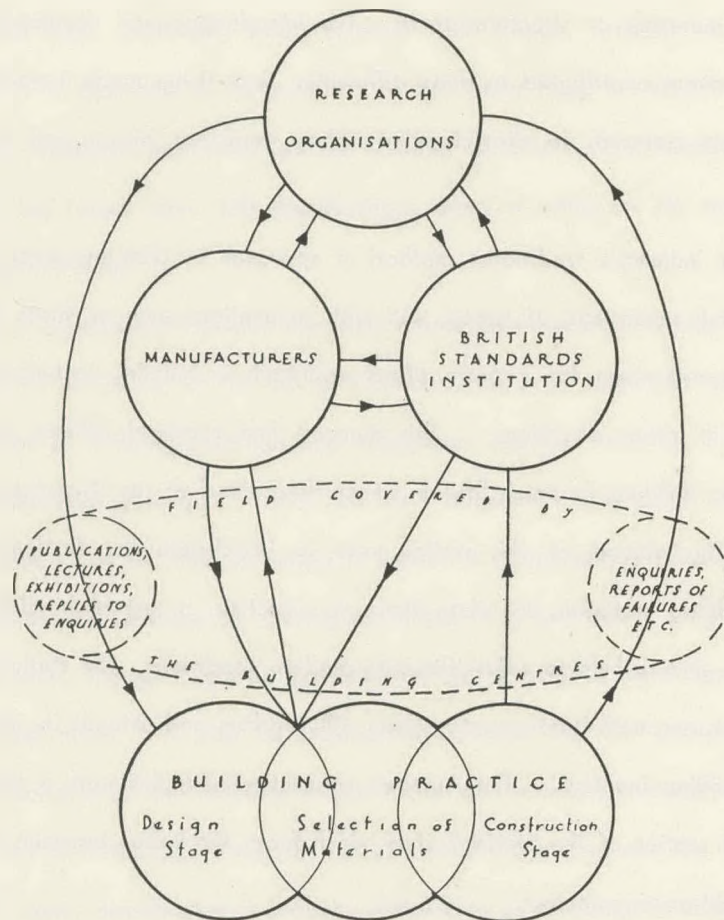 RESEARCH
ORGANISATIONS
MANUFACTURERS
BRITISH
STANDARDS
INSTITUTION
FIELD COVERED BY
PUBLICATIONS,
LECTURES,
EXHIBITIONS,
REPLIES TO
ENQUIRIES
ENQUIRIES,
REPORTS OF
FAILURES
ETC.
THE BUILDING CENTRE
BUILDING PRACTICE
Design
Stage
Selection of
Materials
Construction
Stage